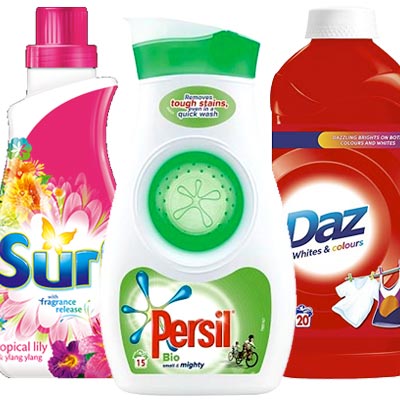 Sur
with
fragrance
release
opical lily
& ylang ylang
Removes
tough stains,
even in a
quick wash
Persil
Bio
small & mighty
15
DAZZLING BRIGHTS ON BOT
COLOURS AND WHITES
Daz
Whites & colours
20